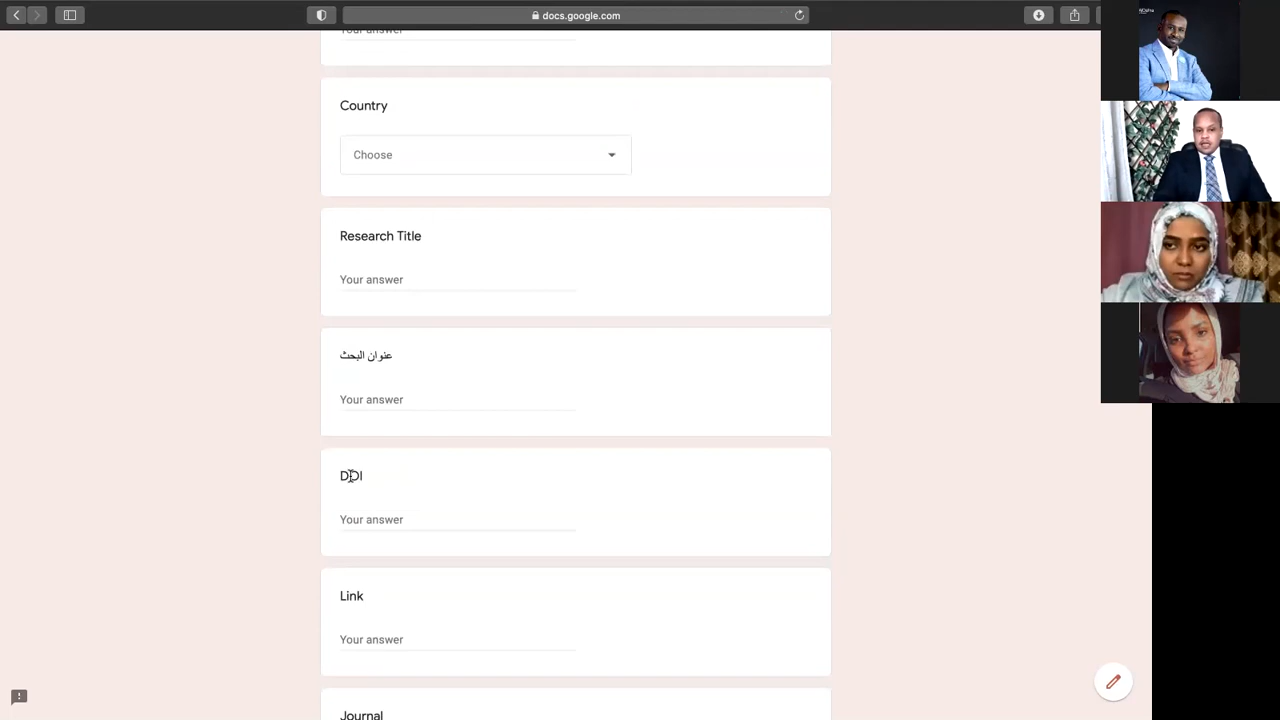 docs.google.com
Your answer
Country
Choose
Research Title
Your answer
عنوان البحث
Your answer
DOI
Your answer
Link
Your answer
Journal